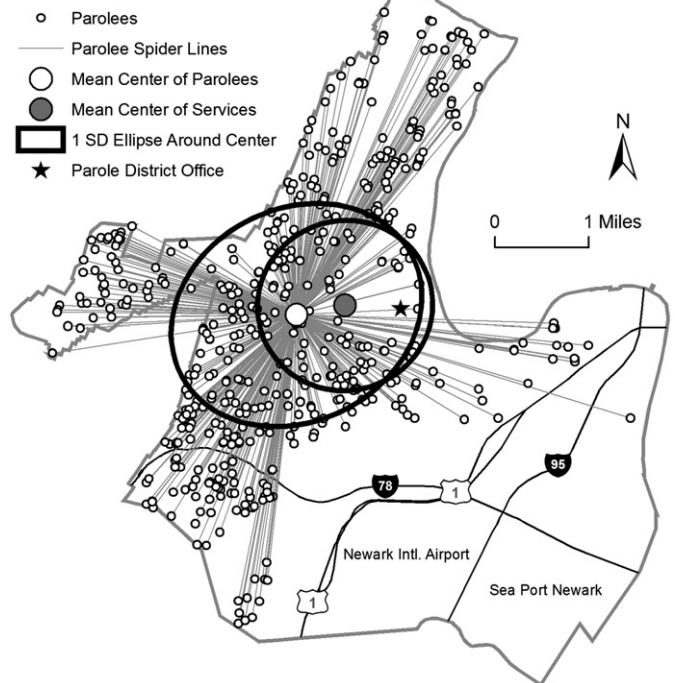 Parolees
Parolee Spider Lines
Mean Center of Parolees
Mean Center of Services
1 SD Ellipse Around Center
Parole District Office
N
0 1 Miles
95
78
1
Newark Intl. Airport
Sea Port Newark
1